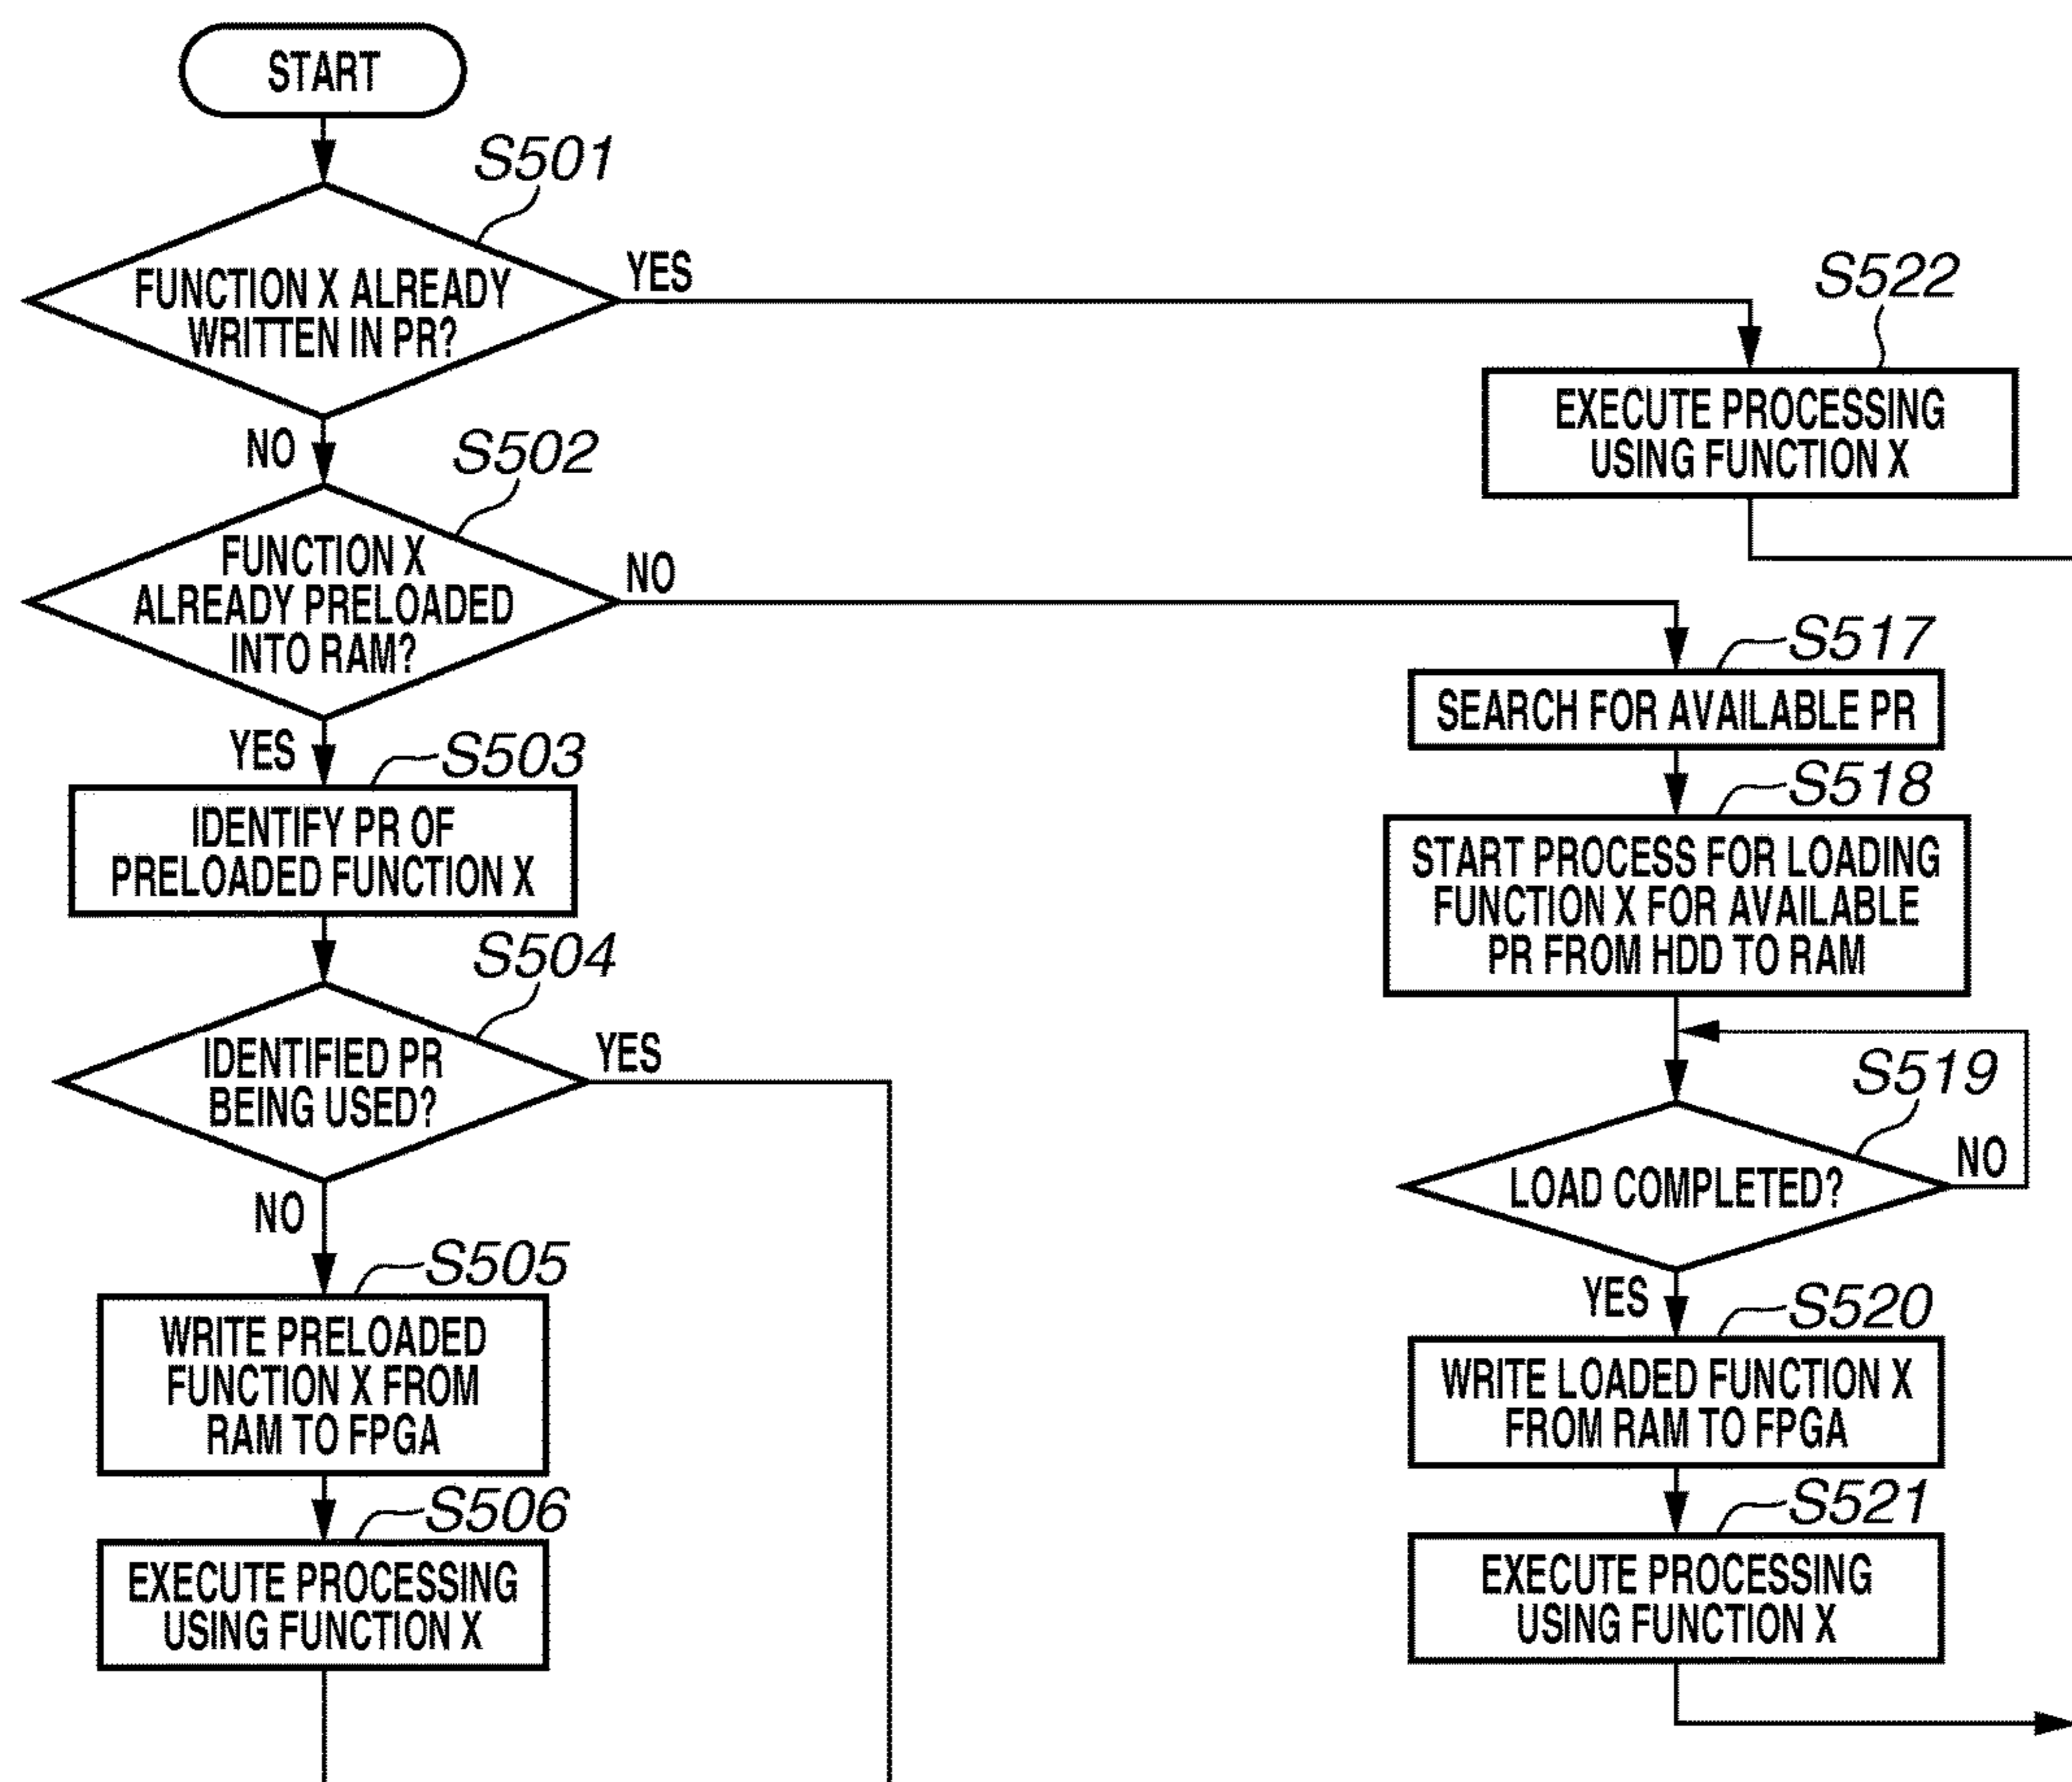 START
S501
FUNCTION X ALREADY
WRITTEN IN PR?
YES
NO
S522
EXECUTE PROCESSING
USING FUNCTION X
S502
FUNCTION X
ALREADY PRELOADED
INTO RAM?
NO
YES
S503
IDENTIFY PR OF
PRELOADED FUNCTION X
S504
IDENTIFIED PR
BEING USED?
YES
NO
S505
WRITE PRELOADED
FUNCTION X FROM
RAM TO FPGA
S506
EXECUTE PROCESSING
USING FUNCTION X
S517
SEARCH FOR AVAILABLE PR
S518
START PROCESS FOR LOADING
FUNCTION X FOR AVAILABLE
PR FROM HDD TO RAM
S519
LOAD COMPLETED?
NO
YES
S520
WRITE LOADED FUNCTION X
FROM RAM TO FPGA
S521
EXECUTE PROCESSING
USING FUNCTION X